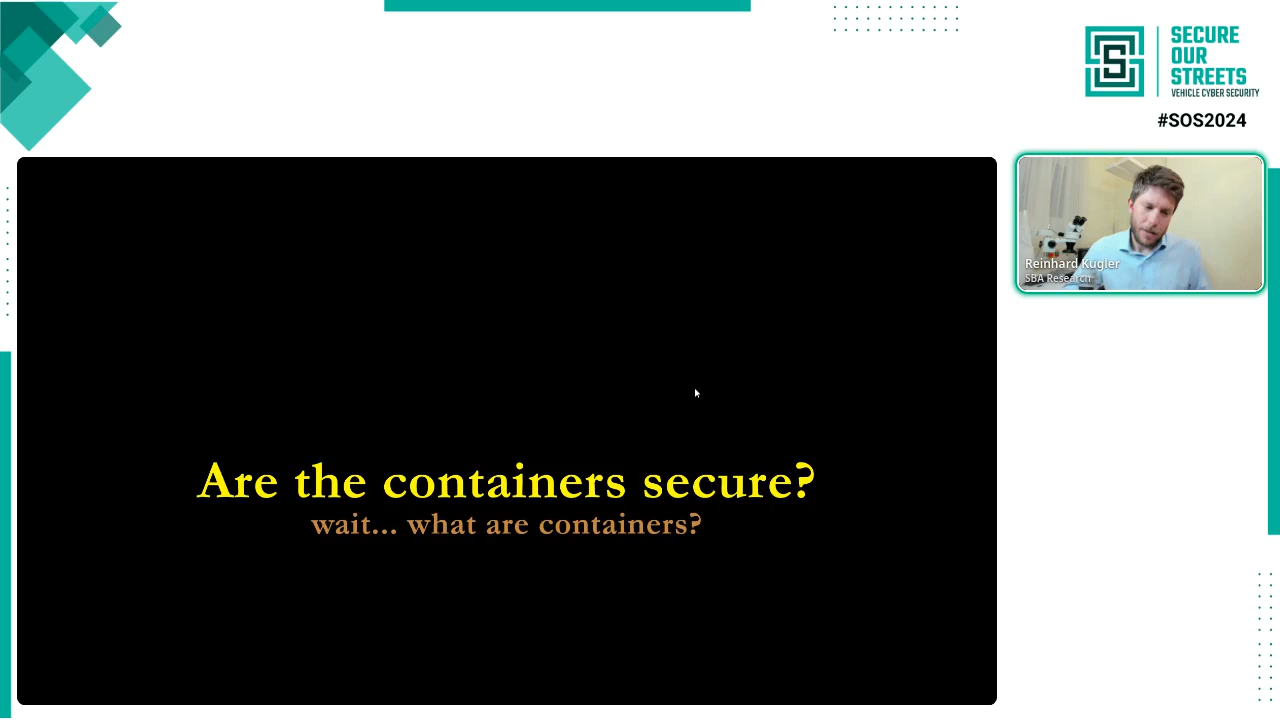 SECURE
OUR
STREETS
VEHICLE CYBER SECURITY
#SOS2024
Reinhard Kugler
SBA Research
Are the containers secure?
wait... what are containers?